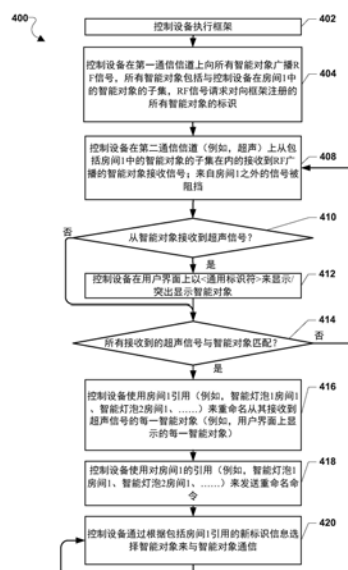 400
控制设备执行框架
402
控制设备在第一通信信道上向所有智能对象广播R
F信号，所有智能对象包括与控制设备在房间1中
的智能对象的子集，RF信号请求对向框架注册的
所有智能对象的标识
404
控制设备在第二通信信道（例如，超声）上从包
括房间1中的智能对象的子集在内的接收到RF广
播的智能对象接收信号；来自房间1之外的信号被
阻挡
408
410
从智能对象接收到超声信号？
否
是
控制设备在用户界面上以<通用标识符>来显示/
突出显示智能对象
412
414
所有接收到的超声信号与智能对象匹配？
否
是
控制设备使用房间1引用（例如，智能灯泡1房间1
、智能灯泡2房间1、……）来重命名从其接收到
超声信号的每一智能对象（例如，用户界面上显
示的每一智能对象）
416
控制设备使用对房间1的引用（例如，智能灯泡1
房间1、智能灯泡2房间1、……）来发送重命名命
令
418
控制设备通过根据包括房间1引用的新标识信息选
择智能对象来与智能对象通信
420